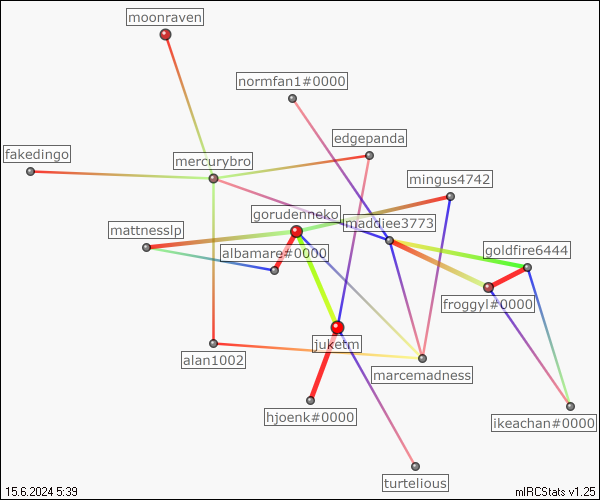 moonraven
normfan1#0000
edgepanda
fakedingo
mercurybro
mingus4742
gorudenneko
maddiee3773
mattnesslp
albamare#0000
goldfire6444
froggyl#0000
juketm
alan1002
marcemadness
hjoenk#0000
ikeachan#0000
turtelious
15.6.2024 5:39
mIRCStats v1.25